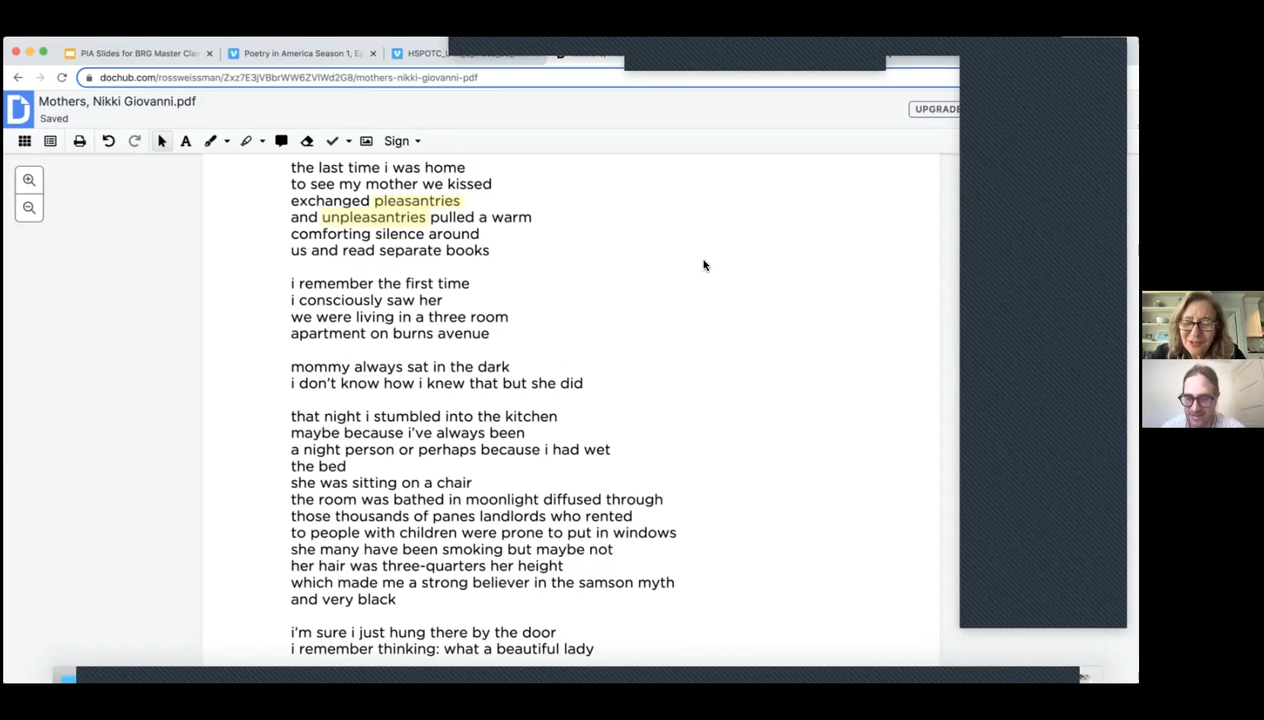 PIA Slides for BRG Master Clas
Poetry in America Season 1, E
dochub.com/rossweissman/Zxz7E3jVBbrWW6ZVlWd2G8/mothers-nikki-giovanni-pdf
Mothers, Nikki Giovanni.pdf
Saved
UPGRADE
A
Sign
the last time i was home
to see my mother we kissed
exchanged pleasantries
and unpleasantries pulled a warm
comforting silence around
us and read separate books
i remember the first time
i consciously saw her
we were living in a three room
apartment on burns avenue
mommy always sat in the dark
i don't know how i knew that but she did
that night i stumbled into the kitchen
maybe because i've always been
a night person or perhaps because i had wet
the bed
she was sitting on a chair
the room was bathed in moonlight diffused through
those thousands of panes landlords who rented
to people with children were prone to put in windows
she many have been smoking but maybe not
her hair was three-quarters her height
which made me a strong believer in the samson myth
and very black
i'm sure i just hung there by the door
i remember thinking: what a beautiful lady